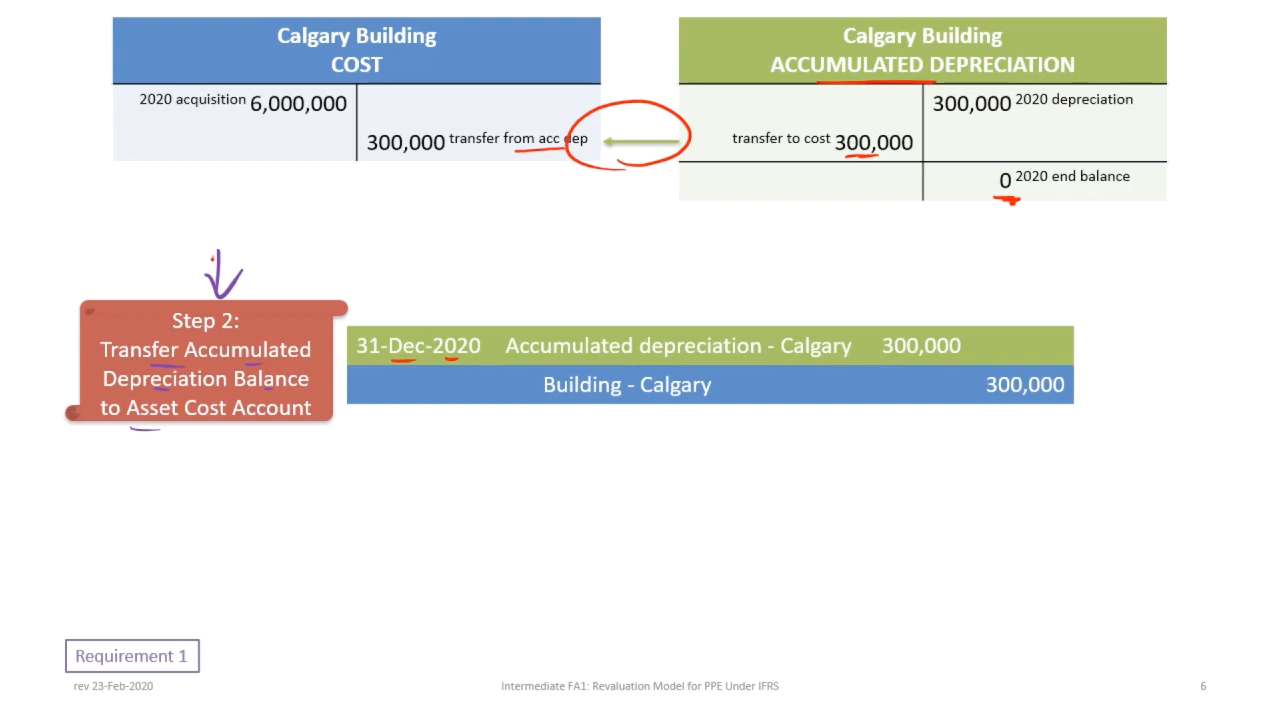 Calgary Building
COST
2020 acquisition 6,000,000
300,000 transfer from acc dep
Calgary Building
ACCUMULATED DEPRECIATION
300,000 2020 depreciation
transfer to cost 300,000
0 2020 end balance
Step 2:
Transfer Accumulated
Depreciation Balance
to Asset Cost Account
31-Dec-2020 Accumulated depreciation - Calgary 300,000
Building - Calgary 300,000
Requirement 1
rev 23-Feb-2020 Intermediate FA1: Revaluation Model for PPE Under IFRS 6